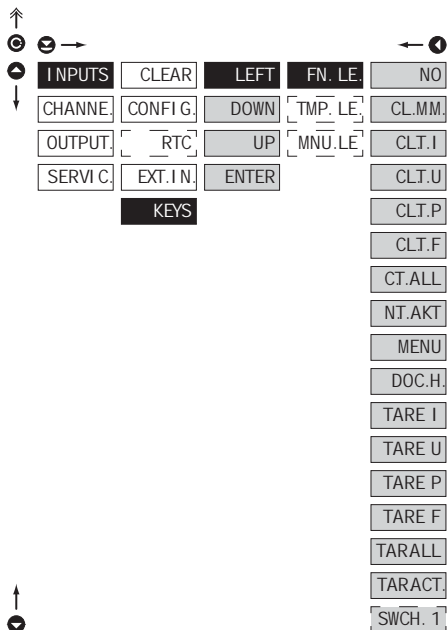 INPUTS CLEAR LEFT FN. LE. NO
CHANNE. CONFIG. DOWN TMP. LE. CL.MM.
OUTPUT. RTC UP MNU.LE CLT.I
SERVIC. EXT.IN. ENTER CLT.U
KEYS CLT.P
CLT.F
CT.ALL
NT.AKT
MENU
DOC.H.
TARE I
TARE U
TARE P
TARE F
TARALL
TARACT.
SWCH. 1